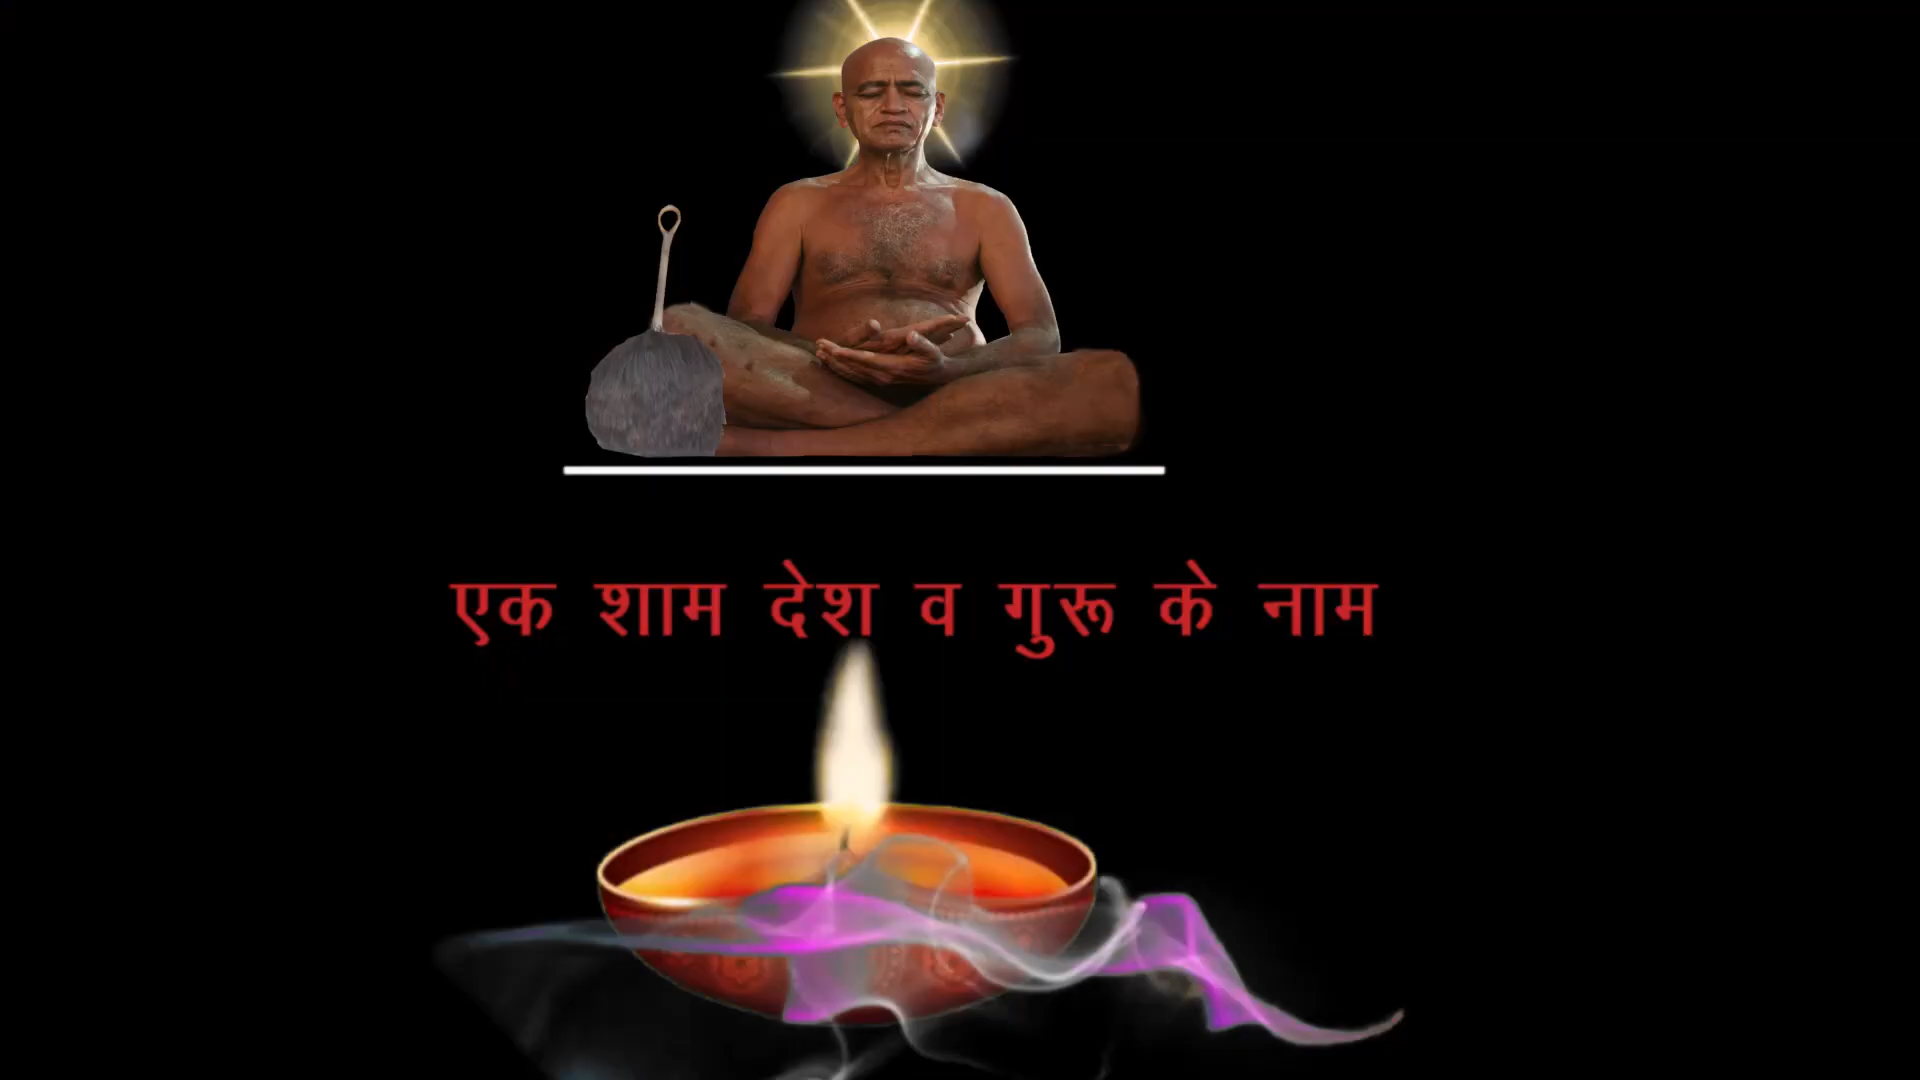 एक शाम देश व गुरू के नाम